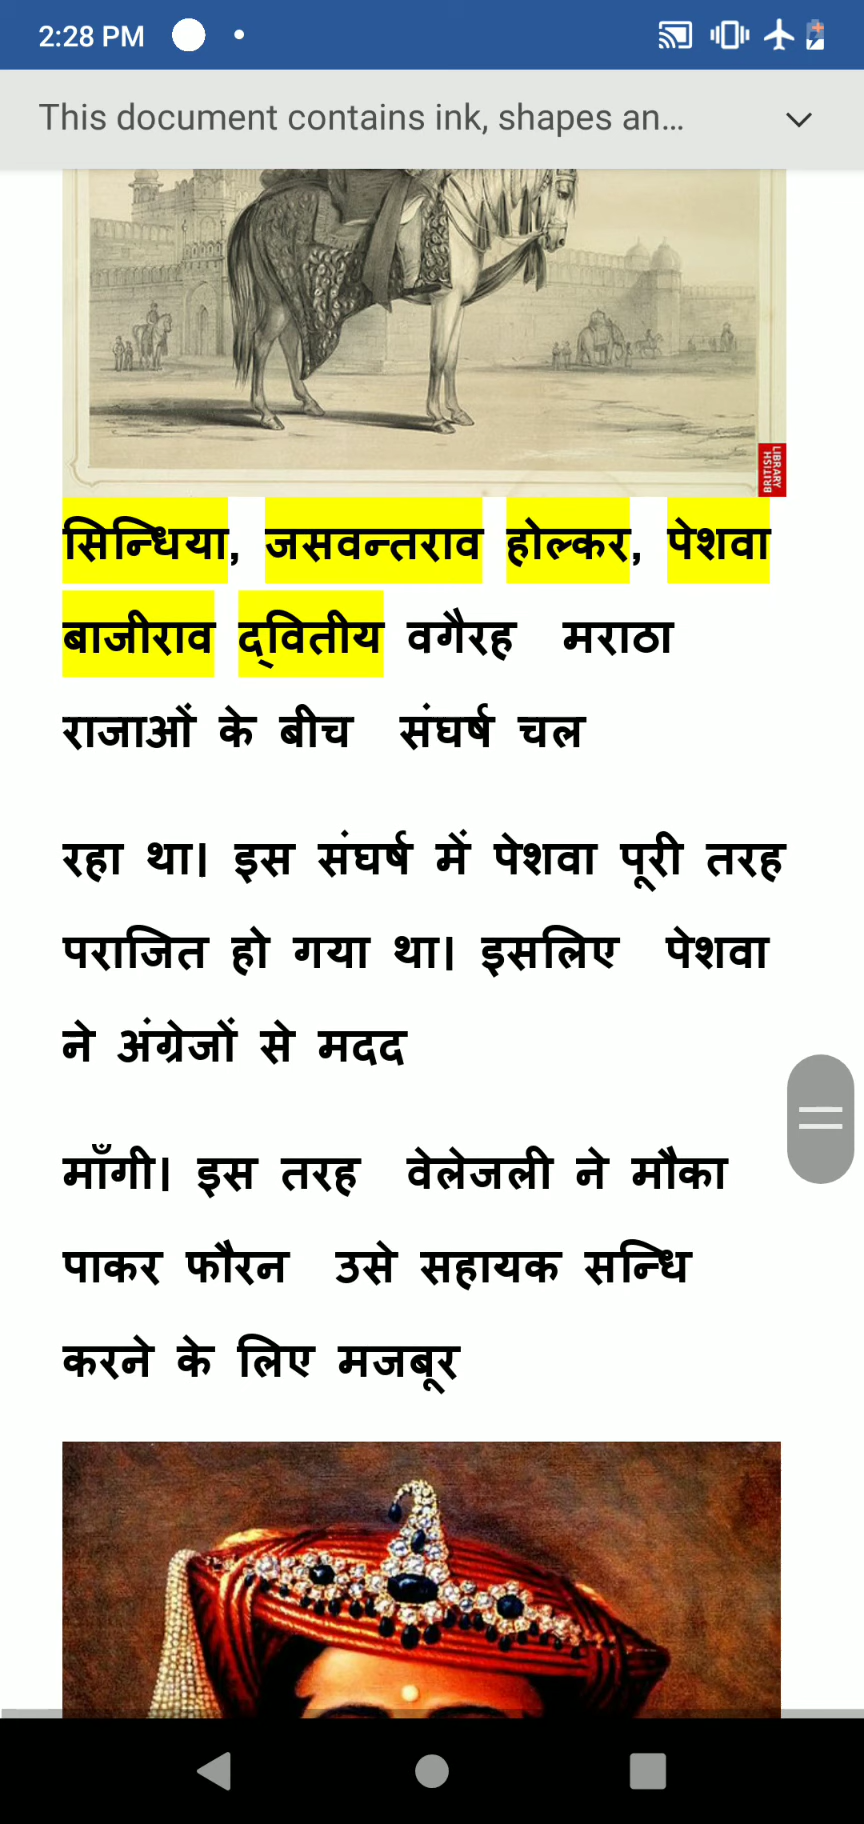 2:28 PM
This document contains ink, shapes an...
BRITISH
LIBRARY
सिन्धिया, जसवन्तराव होल्कर, पेशवा
बाजीराव द्वितीय वगैरह मराठा
राजाओं के बीच संघर्ष चल
रहा था। इस संघर्ष में पेशवा पूरी तरह
पराजित हो गया था। इसलिए पेशवा
ने अंग्रेजों से मदद
माँगी। इस तरह वेलेजली ने मौका
पाकर फौरन उसे सहायक सन्धि
करने के लिए मजबूर